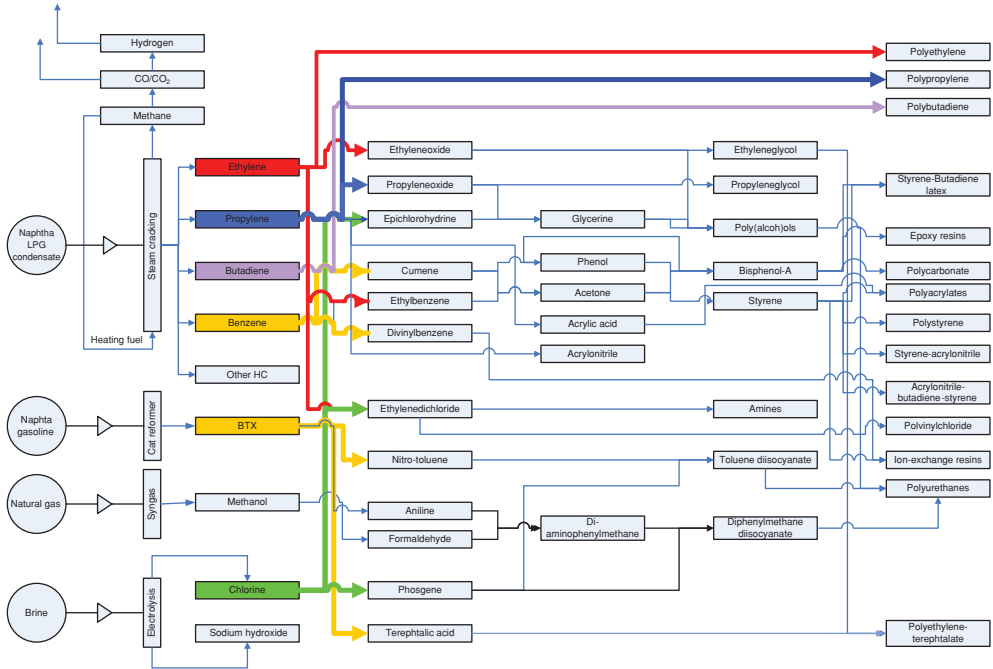 Hydrogen
CO/CO₂
Methane
Polyethylene
Polypropylene
Polybutadiene
Naphtha
LPG
condensate
Steam cracking
Heating fuel
Ethylene
Propylene
Butadiene
Benzene
Other HC
Ethyleneoxide
Propyleneoxide
Epichlorohydrine
Cumene
Ethylbenzene
Divinylbenzene
Glycerine
Phenol
Acetone
Acrylic acid
Acrylonitrile
Ethyleneglycol
Propyleneglycol
Poly(alcoh)ols
Bisphenol-A
Styrene
Styrene-Butadiene
latex
Epoxy resins
Polycarbonate
Polyacrylates
Polystyrene
Styrene-acrylonitrile
Acrylonitrile-
butadiene-styrene
Naphta
gasoline
Cat reformer
BTX
Ethylenedichloride
Amines
Polvinylchloride
Nitro-toluene
Toluene diisocyanate
Ion-exchange resins
Natural gas
Syngas
Methanol
Aniline
Formaldehyde
Di-
aminophenylmethane
Diphenylmethane
diisocyanate
Polyurethanes
Brine
Electrolysis
Chlorine
Sodium hydroxide
Phosgene
Terephtalic acid
Polyethylene-
terephtalate